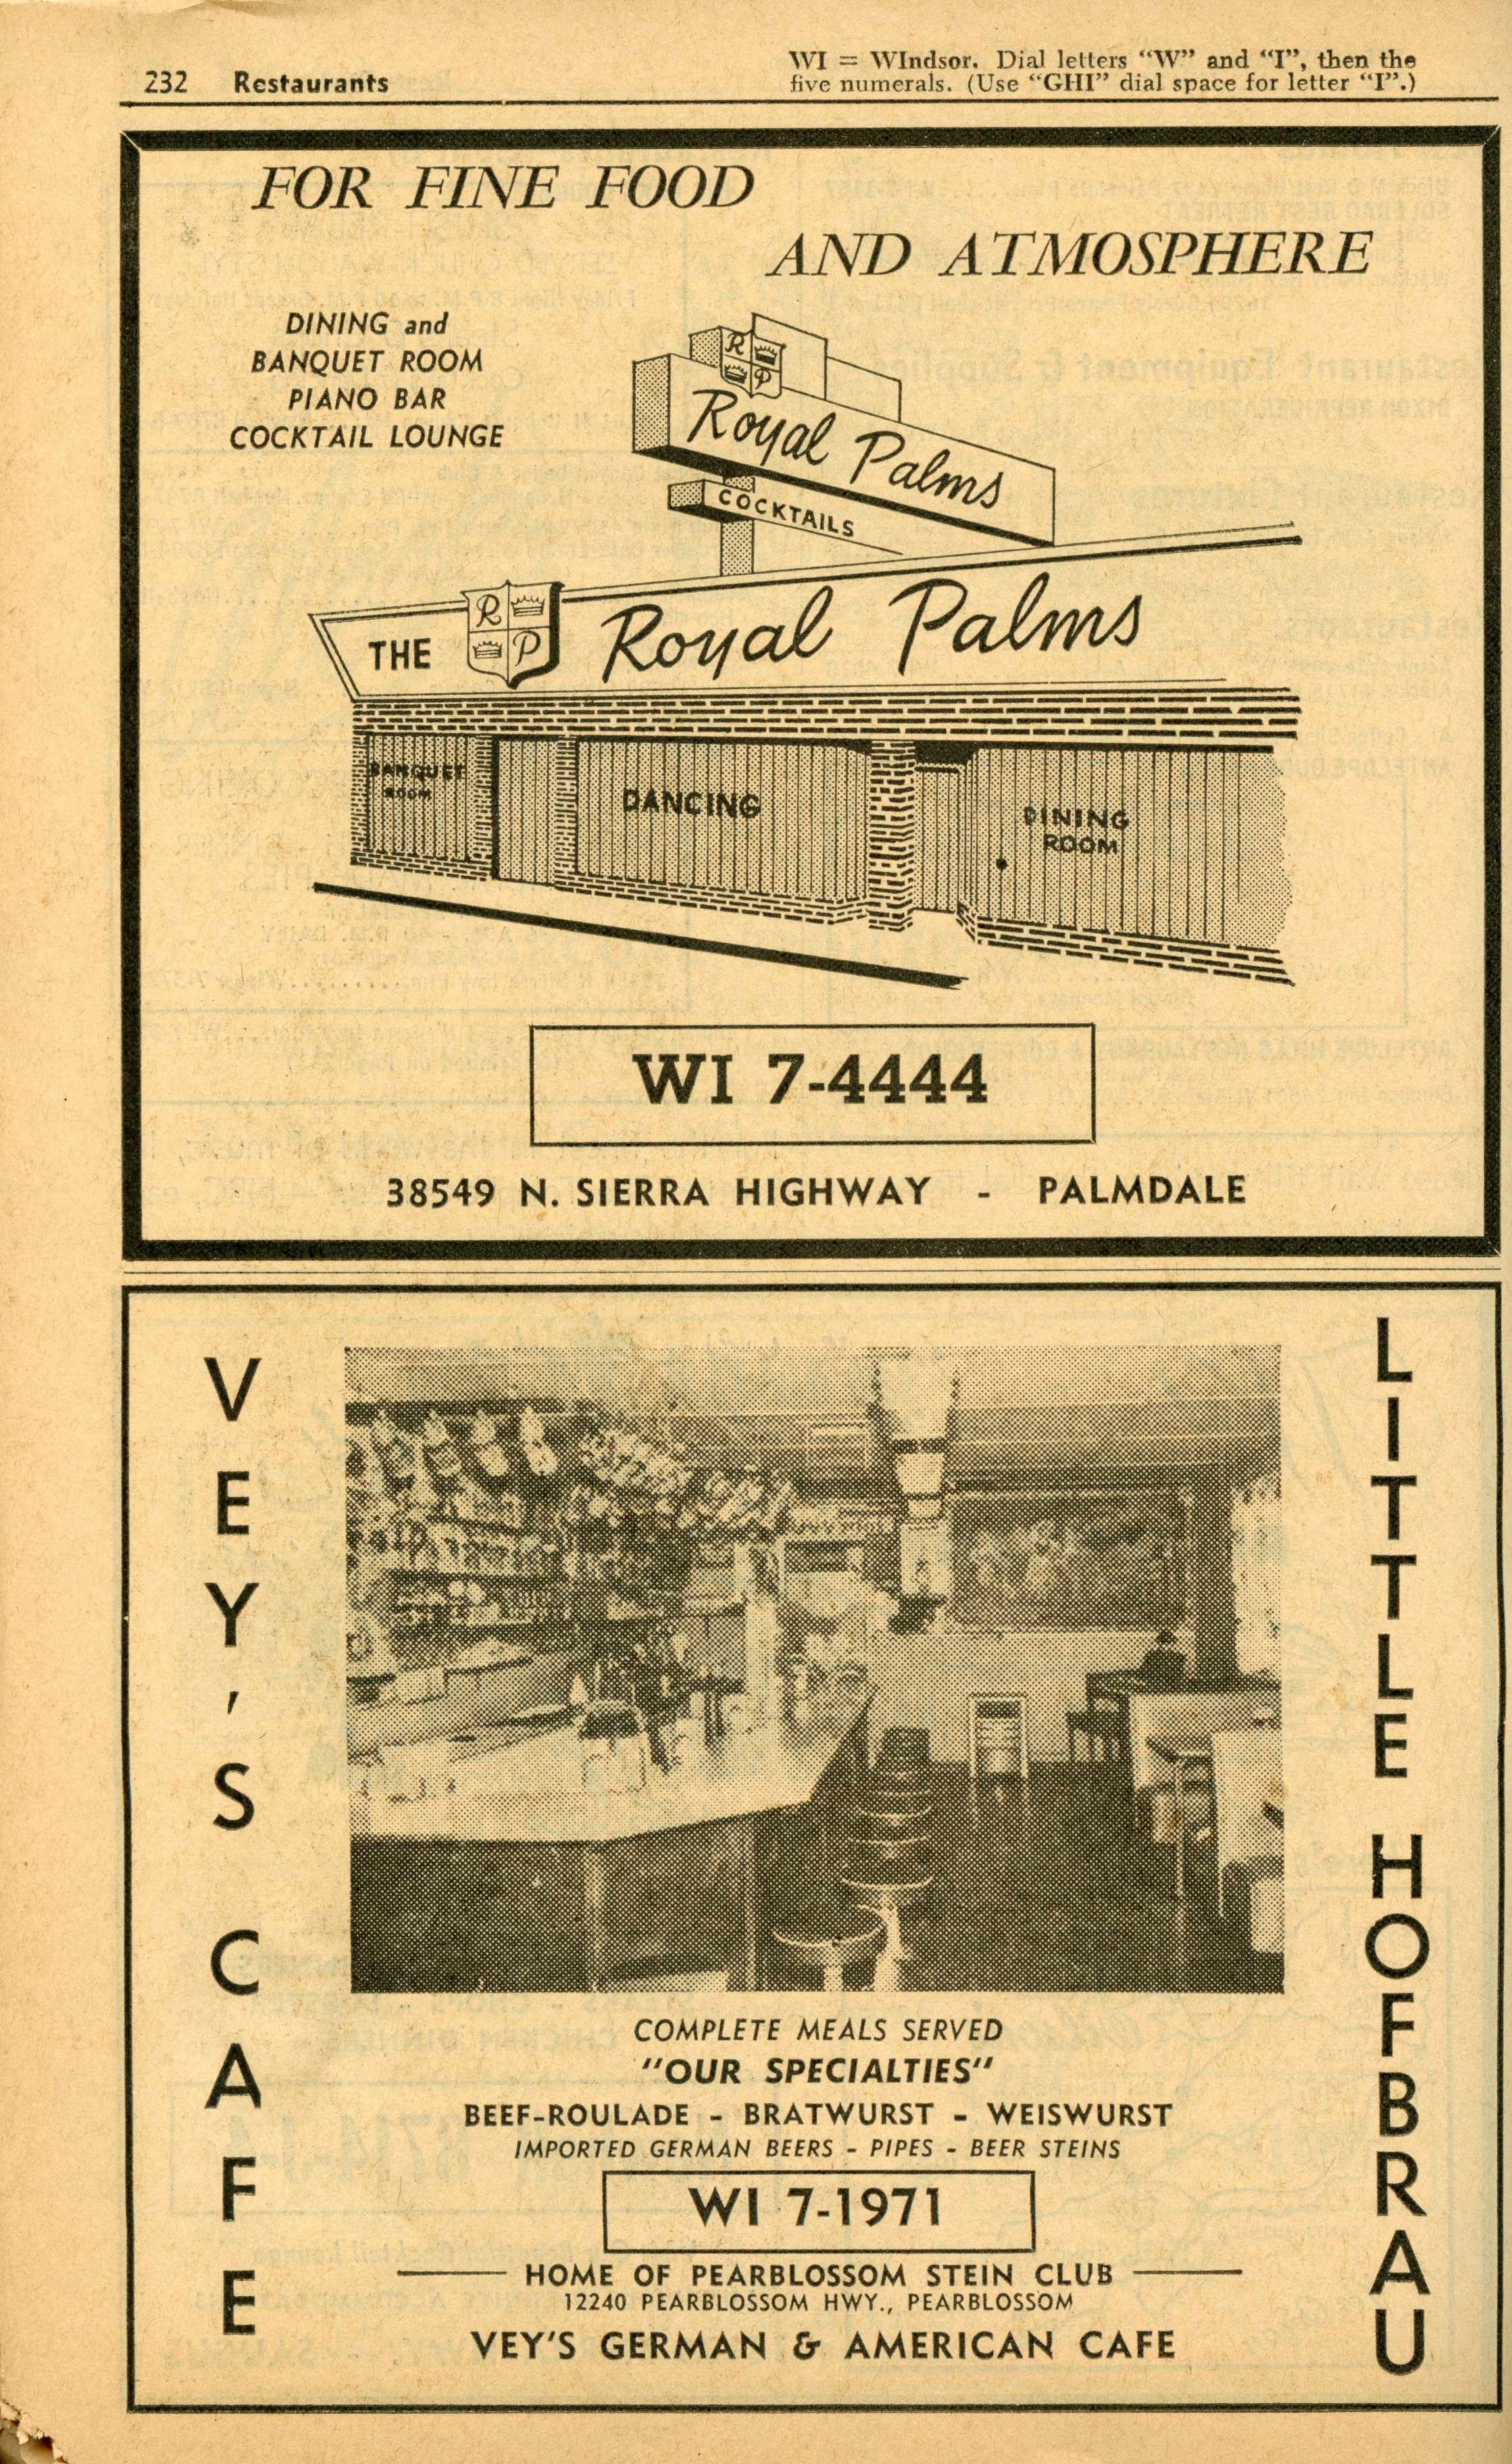 232 Restaurants
WI = WIndsor. Dial letters “W” and “I”, then the
five numerals. (Use “GHI” dial space for letter “I”.)
FOR FINE FOOD
AND ATMOSPHERE
DINING and
BANQUET ROOM
PIANO BAR
COCKTAIL LOUNGE
R
P
Royal Palms
COCKTAILS
THE
R
P
Royal Palms
BANQUET
ROOM
DANCING
DINING
ROOM
WI 7-4444
38549 N. SIERRA HIGHWAY - PALMDALE
VEY'S CAFE
LITTLE HOFBRAU
COMPLETE MEALS SERVED
"OUR SPECIALTIES"
BEEF-ROULADE - BRATWURST - WEISWURST
IMPORTED GERMAN BEERS - PIPES - BEER STEINS
WI 7-1971
HOME OF PEARBLOSSOM STEIN CLUB
12240 PEARBLOSSOM HWY., PEARBLOSSOM
VEY'S GERMAN & AMERICAN CAFE